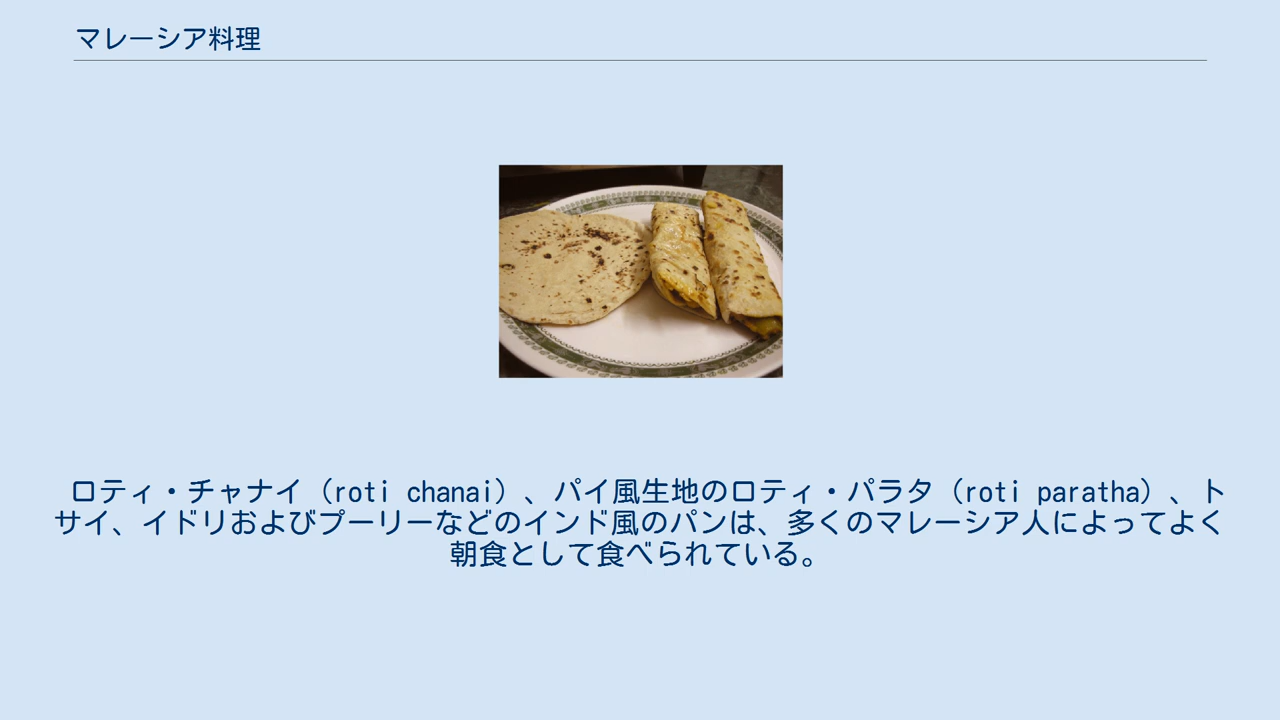 マレーシア料理
ロティ・チャナイ（roti chanai）、パイ風生地のロティ・パラタ（roti paratha）、ト
サイ、イドリおよびプーリーなどのインド風のパンは、多くのマレーシア人によってよく
朝食として食べられている。